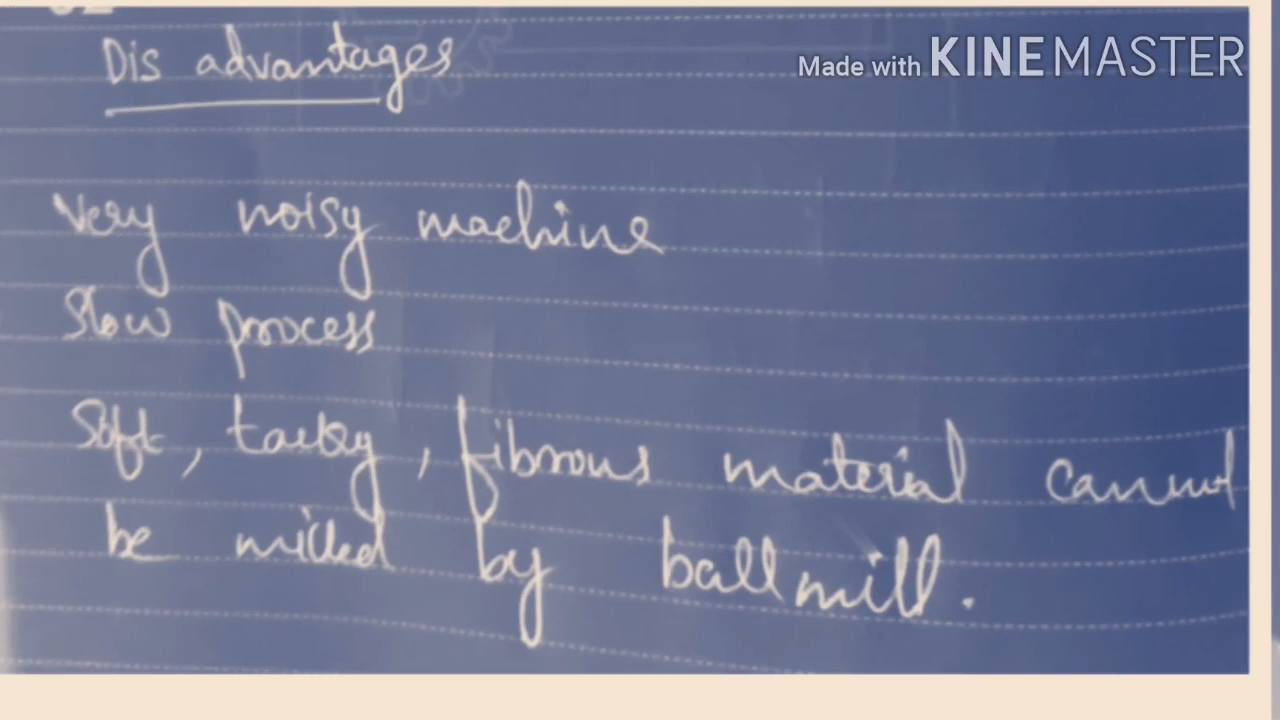 Dis advantages
Made with KINEMASTER
Very noisy machine
Slow process
Soft, tacky, fibrous material cannot
be milled by ballmill.